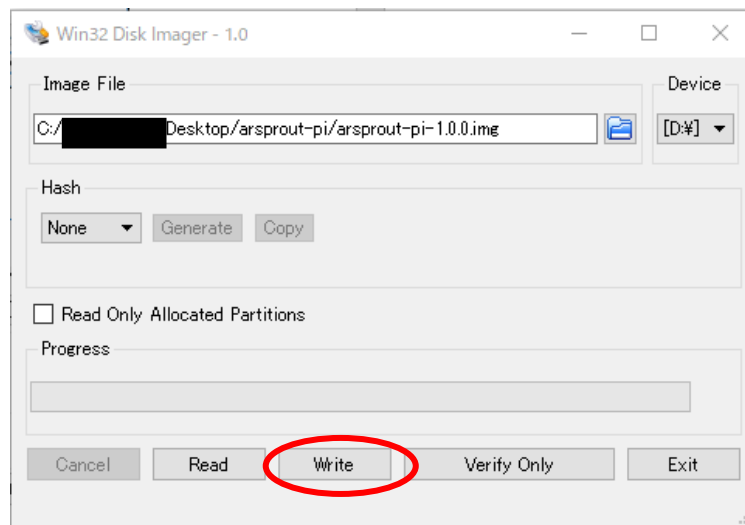 Win32 Disk Imager - 1.0
Image File
Device
C:/ Desktop/arsprout-pi/arsprout-pi-1.0.0.img
[D:¥]
Hash
None Generate Copy
Read Only Allocated Partitions
Progress
Cancel Read Write Verify Only Exit